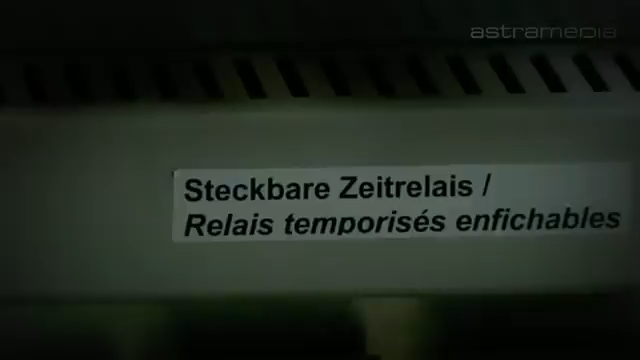 astramedia
Steckbare Zeitrelais /
Relais temporisés enfichables